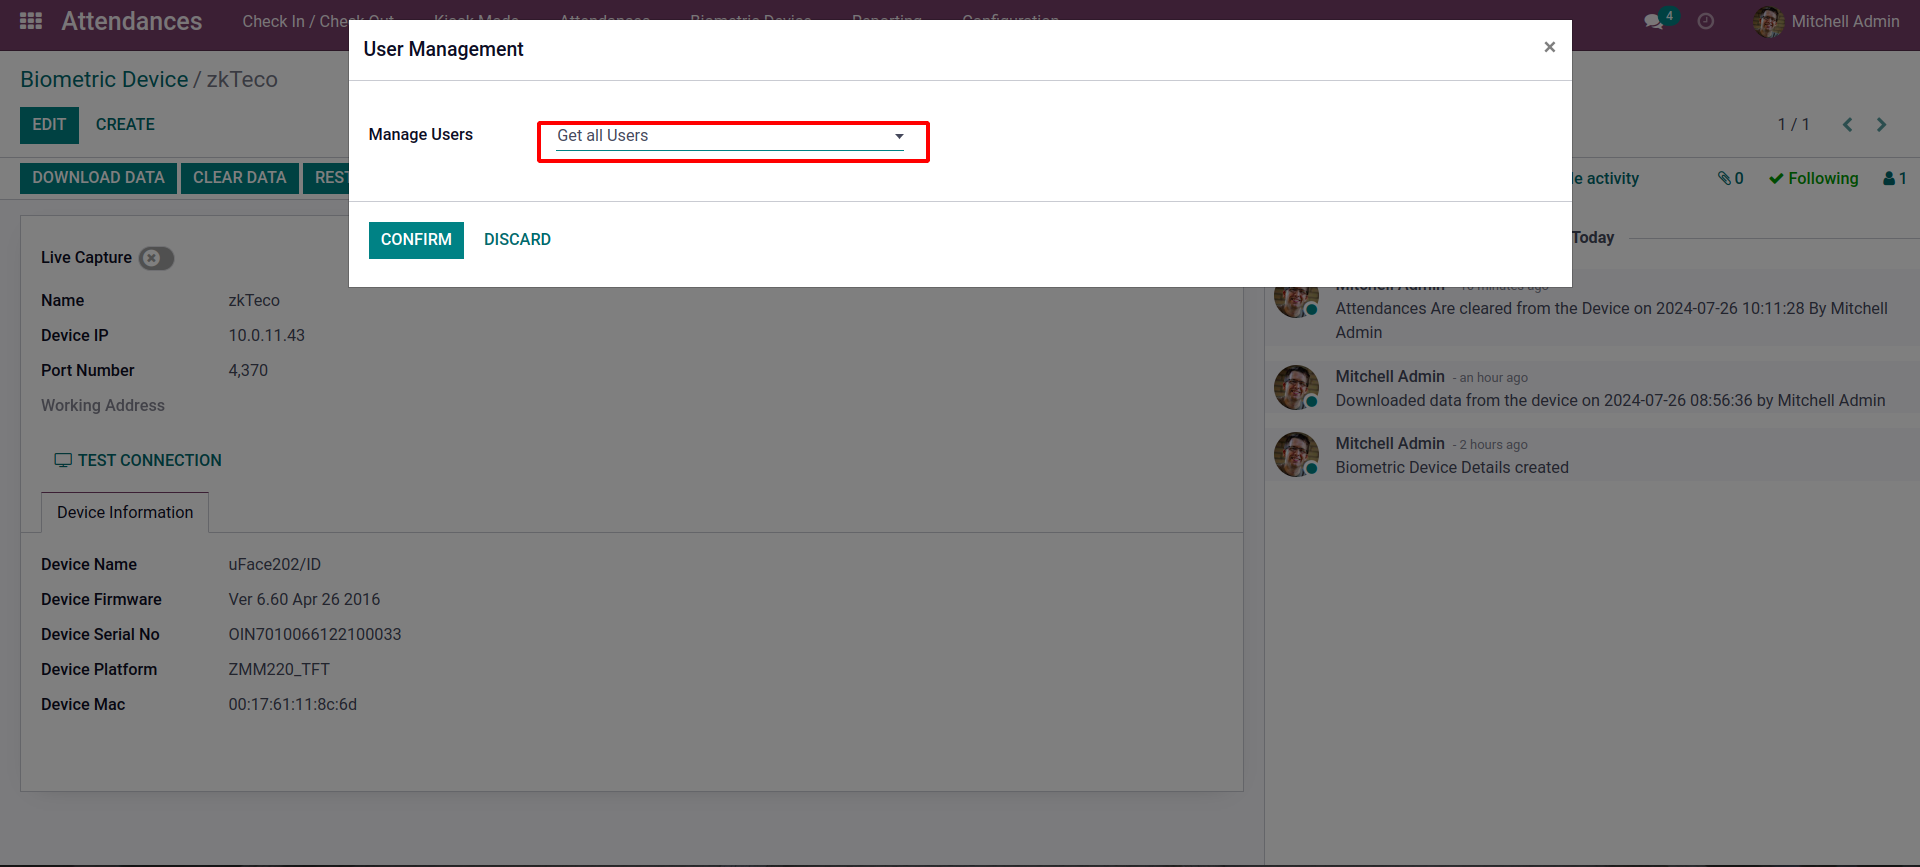 Attendances
Check In / Check Out
Kiosk Mode
Attendances
Biometric Device
Reporting
Configuration
4
Mitchell Admin
User Management
×
Biometric Device / zkTeco
EDIT
CREATE
1 / 1
Manage Users
Get all Users
DOWNLOAD DATA
CLEAR DATA
REST
le activity
0
Following
1
CONFIRM
DISCARD
Today
Live Capture
Name
zkTeco
Device IP
10.0.11.43
Port Number
4,370
Working Address
TEST CONNECTION
Device Information
Device Name
uFace202/ID
Device Firmware
Ver 6.60 Apr 26 2016
Device Serial No
OIN7010066122100033
Device Platform
ZMM220_TFT
Device Mac
00:17:61:11:8c:6d
Mitchell Admin
minutes ago
Attendances Are cleared from the Device on 2024-07-26 10:11:28 By Mitchell
Admin
Mitchell Admin - an hour ago
Downloaded data from the device on 2024-07-26 08:56:36 by Mitchell Admin
Mitchell Admin - 2 hours ago
Biometric Device Details created